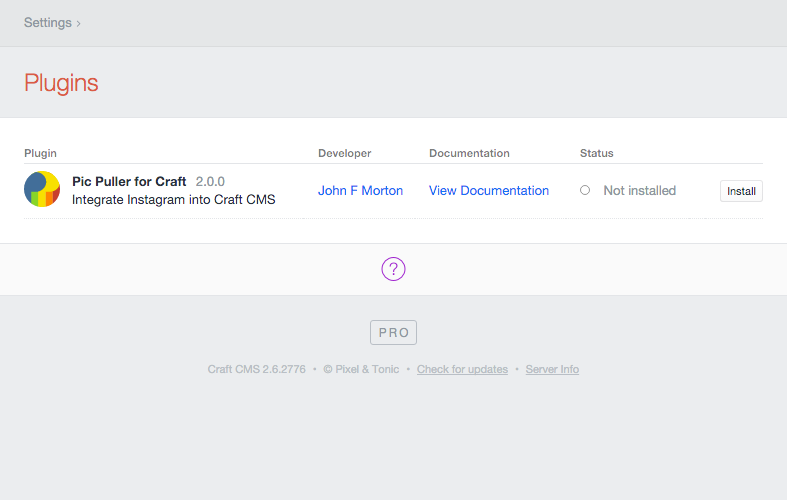 Settings ›
Plugins
Plugin Developer Documentation Status
Pic Puller for Craft 2.0.0
Integrate Instagram into Craft CMS
John F Morton
View Documentation
Not installed
Install
?
PRO
Craft CMS 2.6.2776 • © Pixel & Tonic • Check for updates • Server Info